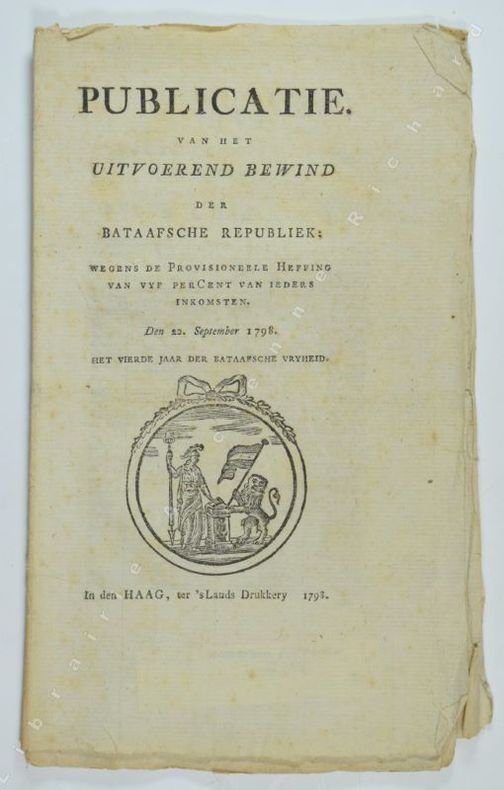 PUBLICATIE.
VAN HET
UITVOEREND BEWIND
DER
BATAAFSCHE REPUBLIEK;
WEGENS DE PROVISIONEELE HEFFING
VAN VYF PERCENT VAN IEDERS
INKOMSTEN.
Den 22. September 1798.
HET VIERDE JAAR DER BATAAFSCHE VRYHEID.
In den HAAG, ter 'sLands Drukkery 1798.